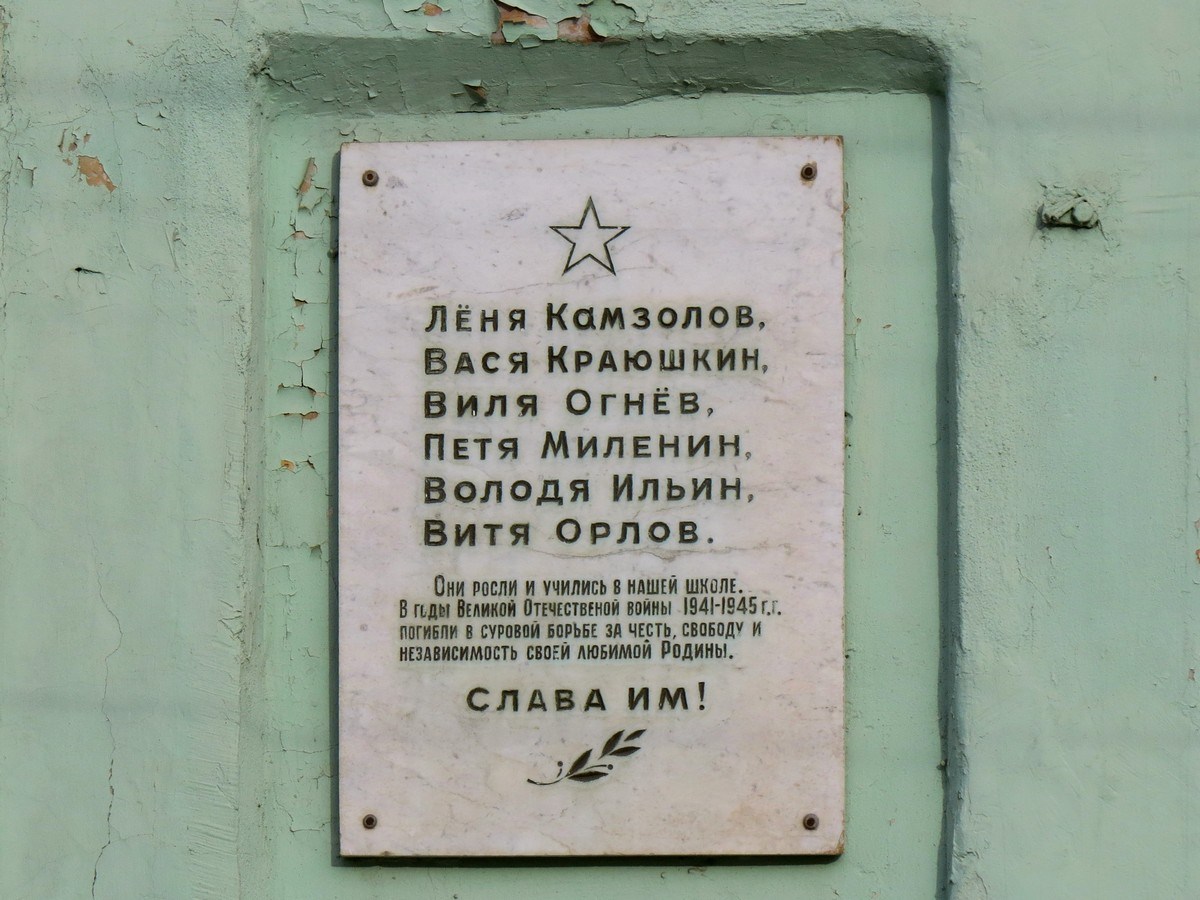 Лёня Камзолов,
Вася Краюшкин,
Виля Огнёв,
Петя Миленин,
Володя Ильин,
Витя Орлов.
Они росли и учились в нашей школе.
В годы Великой Отечественой войны 1941-1945 г.г.
погибли в суровой борьбе за честь, свободу и
независимость своей любимой Родины.
Слава им!